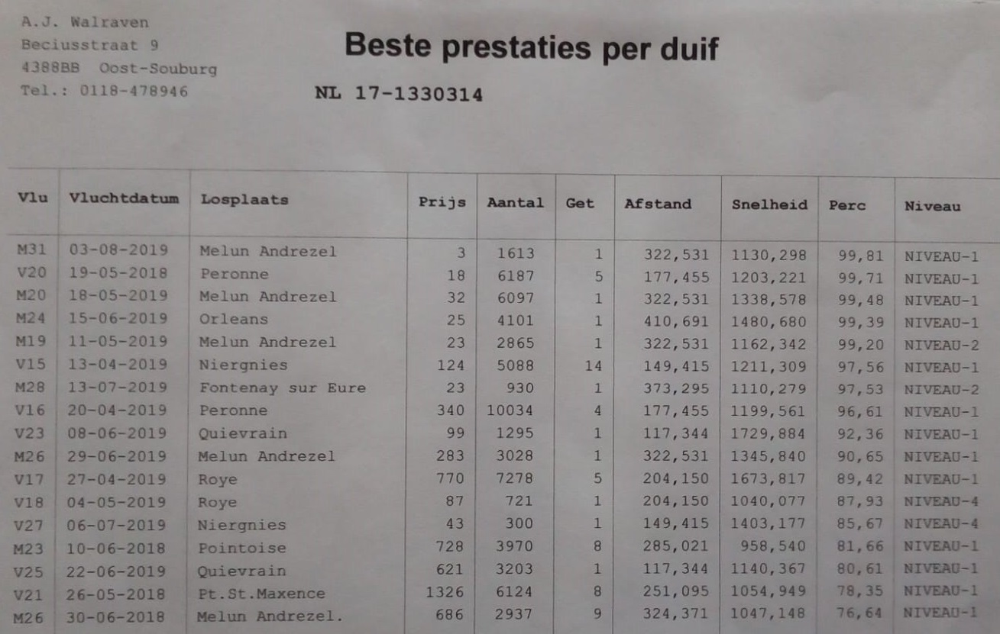 A.J. Walraven
Beciusstraat 9
4388BB Oost-Souburg
Tel.: 0118-478946
Beste prestaties per duif
NL 17-1330314
Vlu Vluchtdatum Losplaats Prijs Aantal Get Afstand Snelheid Perc Niveau
M31 03-08-2019 Melun Andrezel 3 1613 1 322,531 1130,298 99,81 NIVEAU-1
V20 19-05-2018 Peronne 18 6187 5 177,455 1203,221 99,71 NIVEAU-1
M20 18-05-2019 Melun Andrezel 32 6097 1 322,531 1338,578 99,48 NIVEAU-1
M24 15-06-2019 Orleans 25 4101 1 410,691 1480,680 99,39 NIVEAU-1
M19 11-05-2019 Melun Andrezel 23 2865 1 322,531 1162,342 99,20 NIVEAU-2
V15 13-04-2019 Niergnies 124 5088 14 149,415 1211,309 97,56 NIVEAU-1
M28 13-07-2019 Fontenay sur Eure 23 930 1 373,295 1110,279 97,53 NIVEAU-2
V16 20-04-2019 Peronne 340 10034 4 177,455 1199,561 96,61 NIVEAU-1
V23 08-06-2019 Quievrain 99 1295 1 117,344 1729,884 92,36 NIVEAU-1
M26 29-06-2019 Melun Andrezel 283 3028 1 322,531 1345,840 90,65 NIVEAU-1
V17 27-04-2019 Roye 770 7278 5 204,150 1673,817 89,42 NIVEAU-1
V18 04-05-2019 Roye 87 721 1 204,150 1040,077 87,93 NIVEAU-4
V27 06-07-2019 Niergnies 43 300 1 149,415 1403,177 85,67 NIVEAU-4
M23 10-06-2018 Pointoise 728 3970 8 285,021 958,540 81,66 NIVEAU-1
V25 22-06-2019 Quievrain 621 3203 1 117,344 1140,367 80,61 NIVEAU-1
V21 26-05-2018 Pt.St.Maxence 1326 6124 8 251,095 1054,949 78,35 NIVEAU-1
M26 30-06-2018 Melun Andrezel. 686 2937 9 324,371 1047,148 76,64 NIVEAU-1